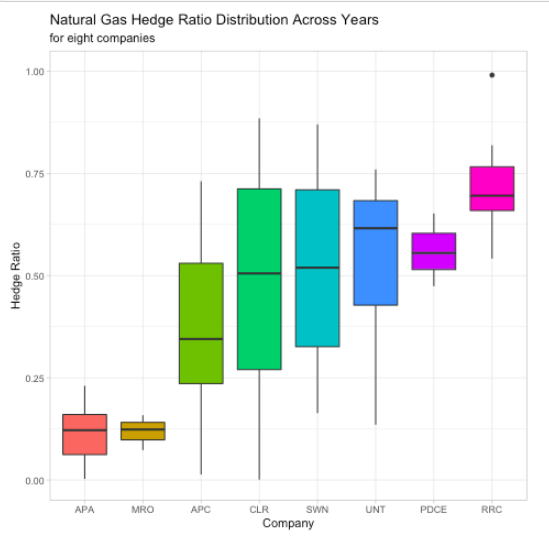 Natural Gas Hedge Ratio Distribution Across Years
for eight companies
1.00
0.75
0.50
0.25
0.00
Hedge Ratio
APA MRO APC CLR SWN UNT PDCE RRC
Company